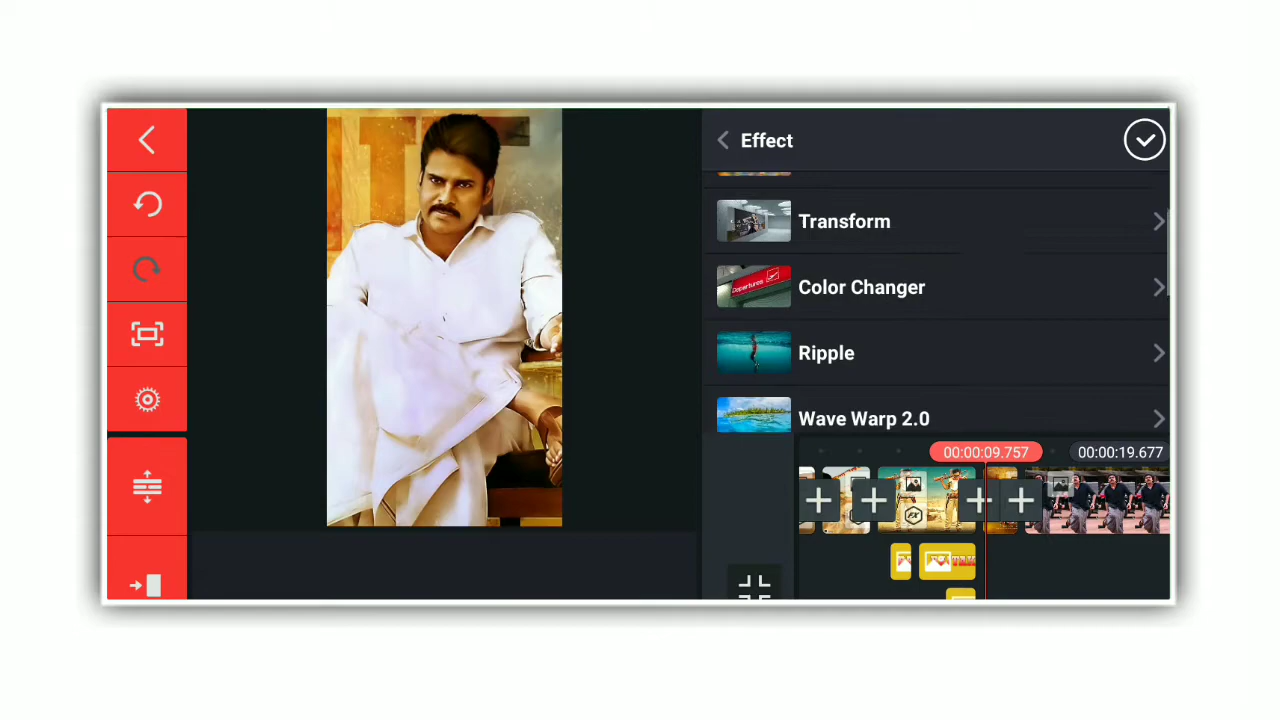 Effect
Transform
Color Changer
Ripple
Wave Warp 2.0
00:00:09.757
00:00:19.677